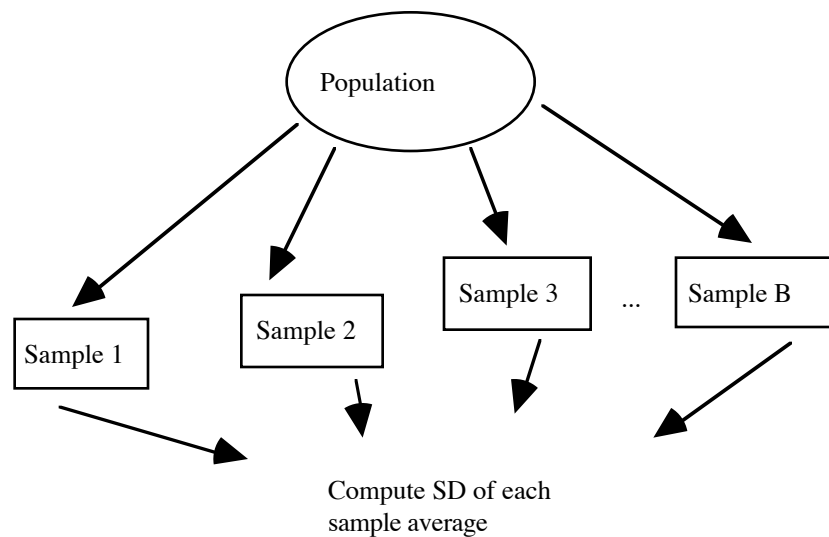 Population
Sample 1
Sample 2
Sample 3
...
Sample B
Compute SD of each
sample average